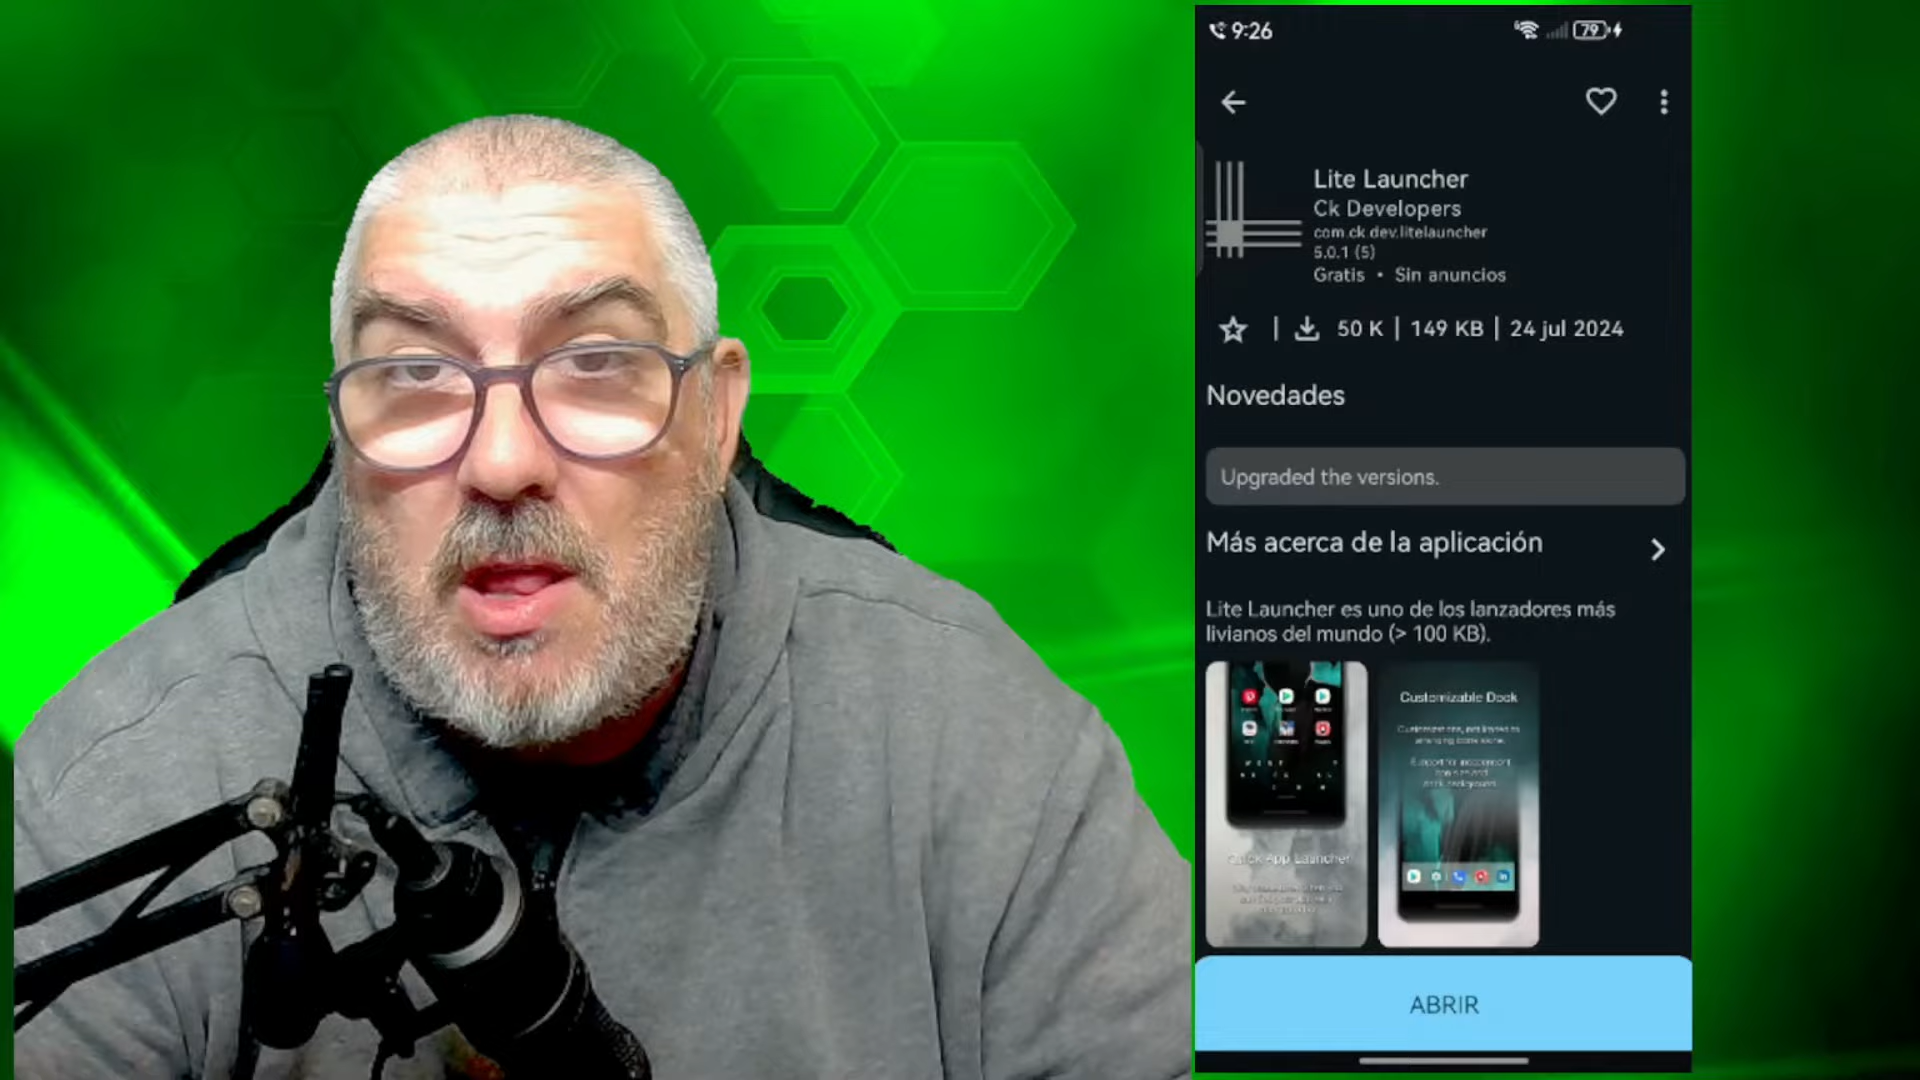 9:26
79
Lite Launcher
Ck Developers
com.ck.dev.litelauncher
5.0.1 (5)
Gratis • Sin anuncios
| 50 K | 149 KB | 24 jul 2024
Novedades
Upgraded the versions.
Más acerca de la aplicación
Lite Launcher es uno de los lanzadores más
livianos del mundo (> 100 KB).
Customizable Dock
Quick App Launcher
ABRIR